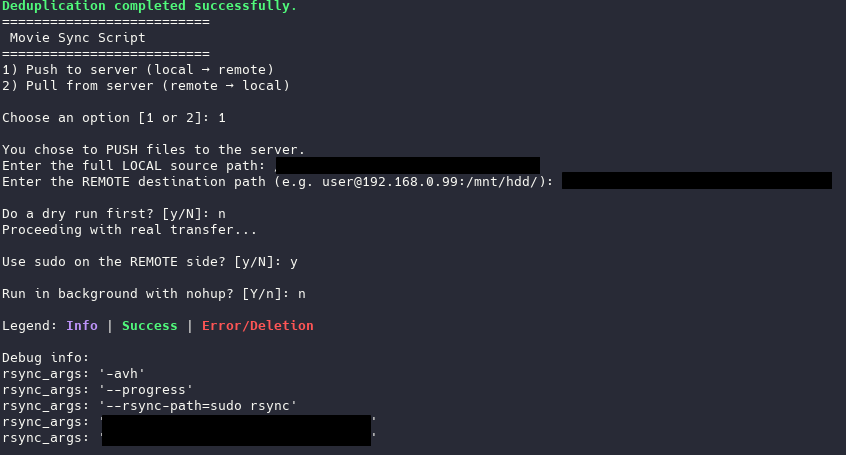 Deduplication completed successfully.
==========================
Movie Sync Script
==========================
1) Push to server (local → remote)
2) Pull from server (remote → local)
Choose an option [1 or 2]: 1
You chose to PUSH files to the server.
Enter the full LOCAL source path:
Enter the REMOTE destination path (e.g. user@192.168.0.99:/mnt/hdd/):
Do a dry run first? [y/N]: n
Proceeding with real transfer...
Use sudo on the REMOTE side? [y/N]: y
Run in background with nohup? [Y/n]: n
Legend: Info | Success | Error/Deletion
Debug info:
rsync_args: '-avh'
rsync_args: '--progress'
rsync_args: '--rsync-path=sudo rsync'
rsync_args: ' '
rsync_args: ' '